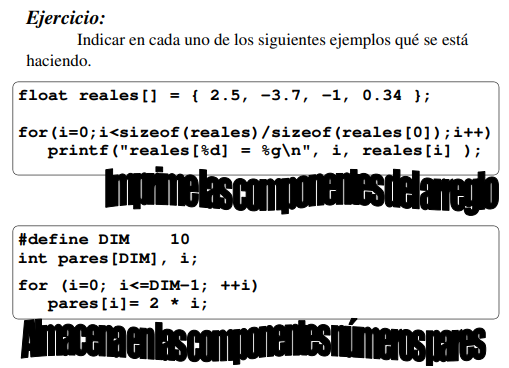 Ejercicio:
Indicar en cada uno de los siguientes ejemplos qué se está
haciendo.
float reales[] = { 2.5, −3.7, −1, 0.34 };
for(i=0;i<sizeof(reales)/sizeof(reales[0]);i++)
printf("reales[%d] = %g\n", i, reales[i] );
Imprime las componentes del arreglo
#define DIM 10
int pares[DIM], i;
for (i=0; i<=DIM−1; ++i)
pares[i]= 2 * i;
Almacena en las componentes números pares